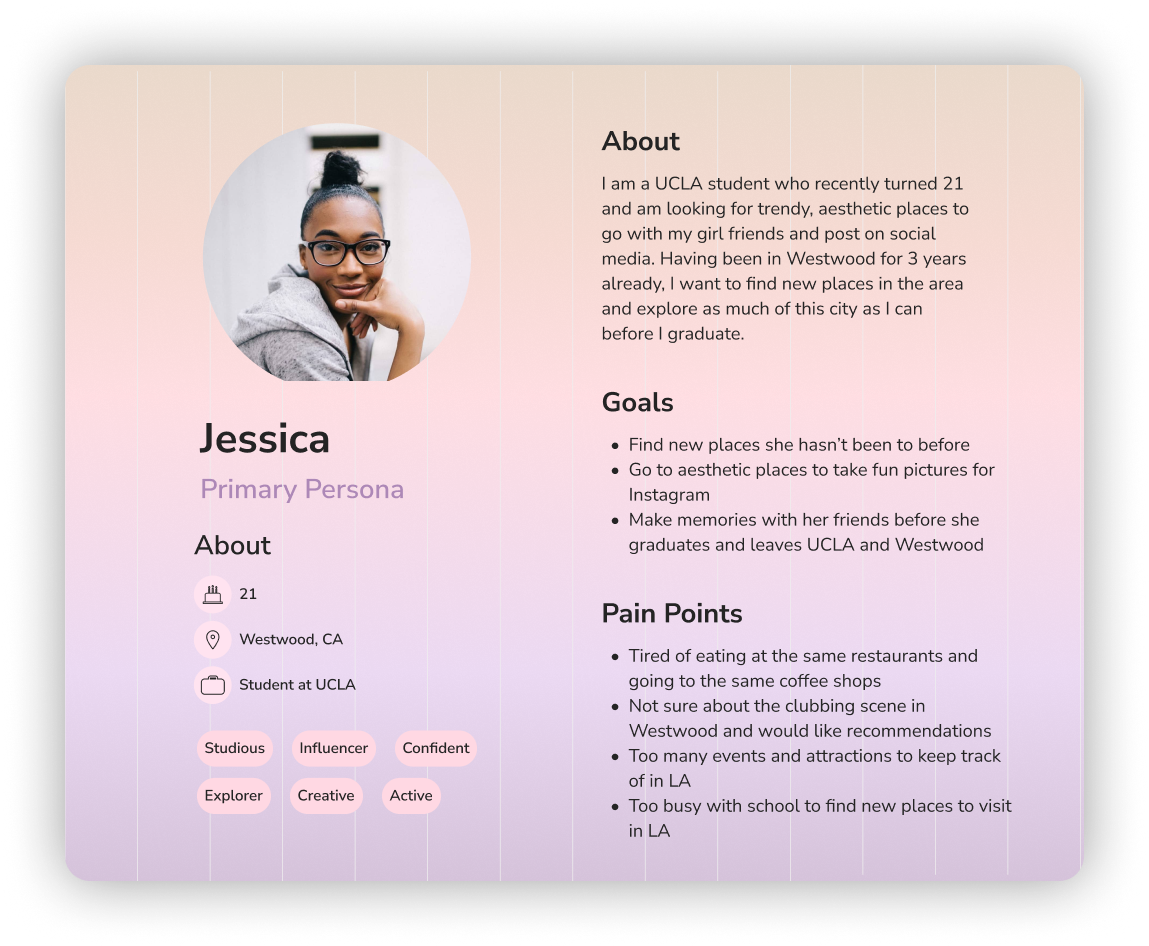 Jessica
Primary Persona
About
21
Westwood, CA
Student at UCLA
Studious
Influencer
Confident
Explorer
Creative
Active
About
I am a UCLA student who recently turned 21
and am looking for trendy, aesthetic places to
go with my girl friends and post on social
media. Having been in Westwood for 3 years
already, I want to find new places in the area
and explore as much of this city as I can
before I graduate.
Goals
• Find new places she hasn’t been to before
• Go to aesthetic places to take fun pictures for
Instagram
• Make memories with her friends before she
graduates and leaves UCLA and Westwood
Pain Points
• Tired of eating at the same restaurants and
going to the same coffee shops
• Not sure about the clubbing scene in
Westwood and would like recommendations
• Too many events and attractions to keep track
of in LA
• Too busy with school to find new places to visit
in LA